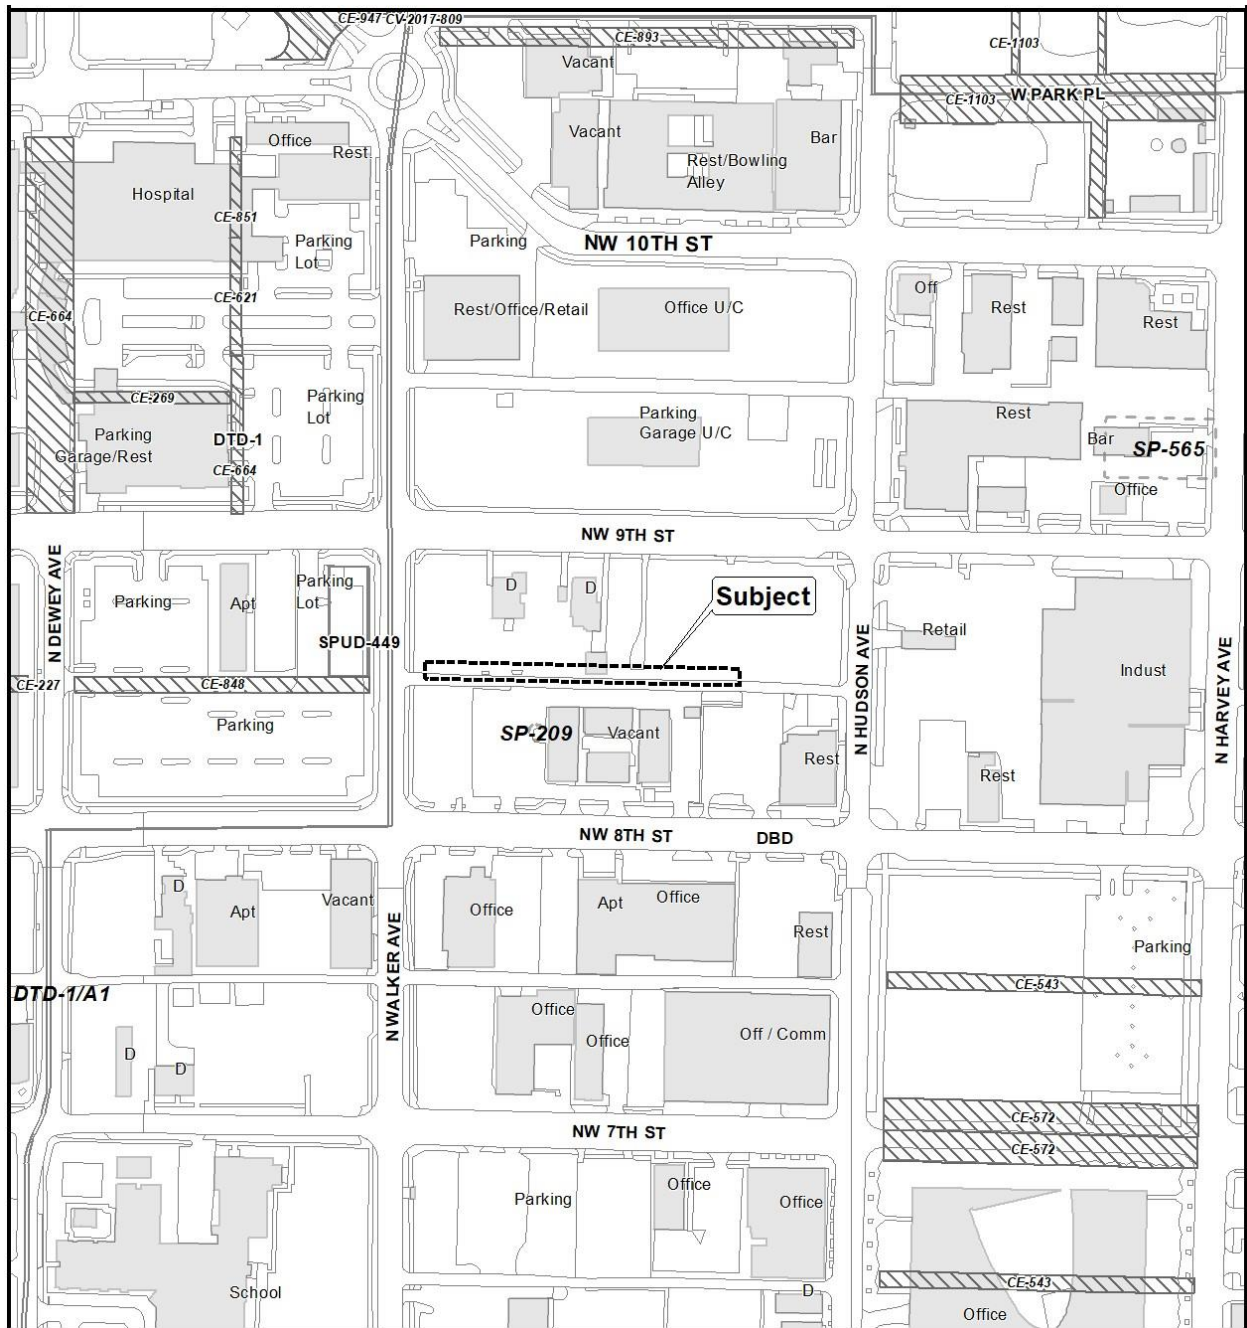 CE-947 CV-2017-809
CE-893
CE-1103
Vacant
CE-1103 W PARK PL
Office
Rest
Vacant
Bar
Rest/Bowling
Alley
Hospital
CE-851
Parking
Lot
Parking
NW 10TH ST
CE-621
CE-664
Rest/Office/Retail
Office U/C
Off
Rest
Rest
CE-269
Parking
Lot
Parking
Garage/Rest
DTD-1
CE-664
Parking
Garage U/C
Rest
Bar
SP-565
Office
NW 9TH ST
N DEWEY AVE
Parking
Apt
Parking
Lot
SPUD-449
D
D
Subject
N HUDSON AVE
Retail
Indust
N HARVEY AVE
CE-227
CE-848
Parking
SP-209
Vacant
Rest
Rest
NW 8TH ST
DBD
D
Apt
Vacant
N WALKER AVE
Office
Apt
Office
Rest
Parking
CE-543
DTD-1/A1
D
D
Office
Office
Off / Comm
CE-572
CE-572
NW 7TH ST
Parking
Office
Office
School
D
CE-543
Office